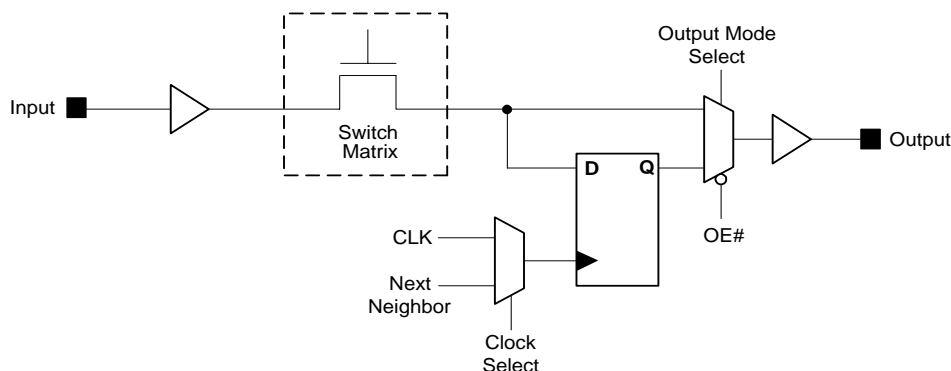 Output Mode
Select
Input
Switch
Matrix
Output
D
Q
CLK
OE#
Next
Neighbor
Clock
Select